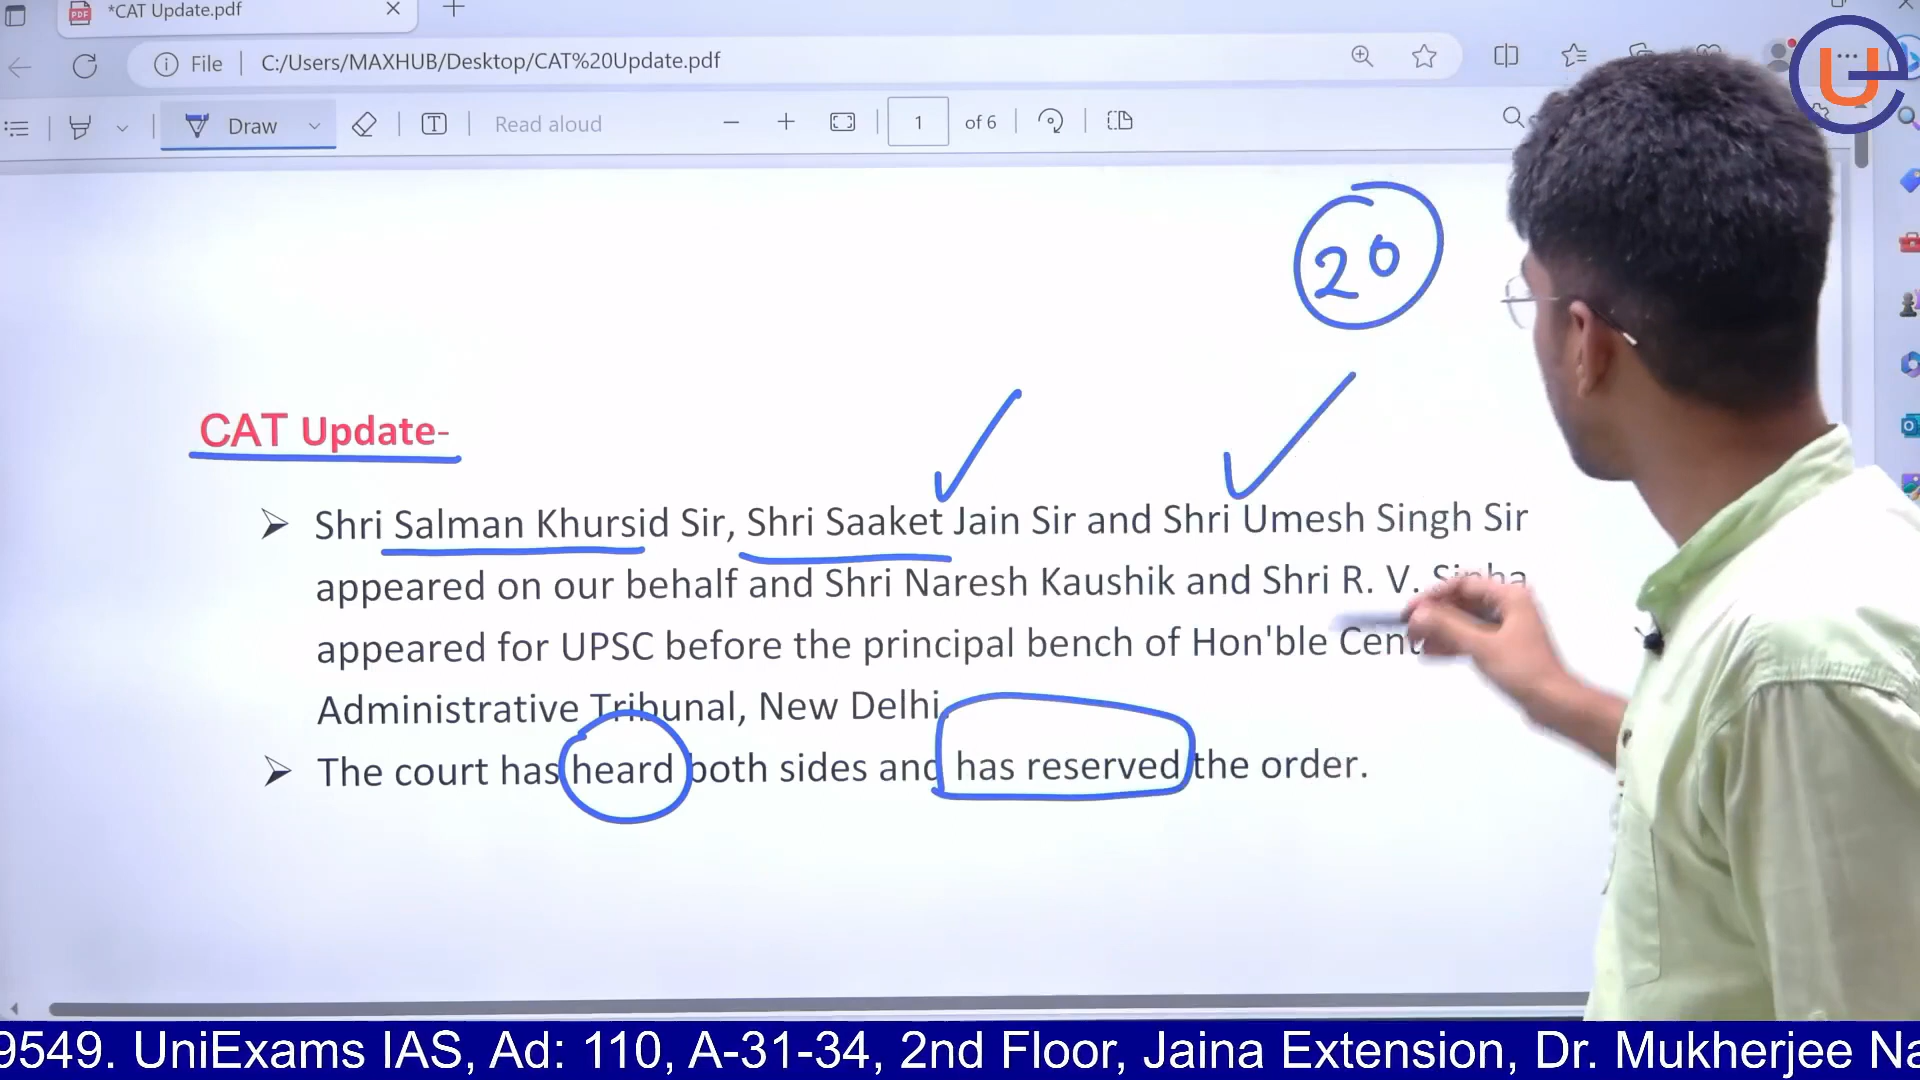 *CAT Update.pdf
File
C:/Users/MAXHUB/Desktop/CAT%20Update.pdf
Draw
T
Read aloud
1
of 6
20
CAT Update-
Shri Salman Khursid Sir, Shri Saaket Jain Sir and Shri Umesh Singh Sir
appeared on our behalf and Shri Naresh Kaushik and Shri R. V. Sinha
appeared for UPSC before the principal bench of Hon'ble
Administrative Tribunal, New Delhi.
The court has heard both sides and has reserved the order.
9549. UniExams IAS, Ad: 110, A-31-34, 2nd Floor, Jaina Extension, Dr. Mukherjee Na